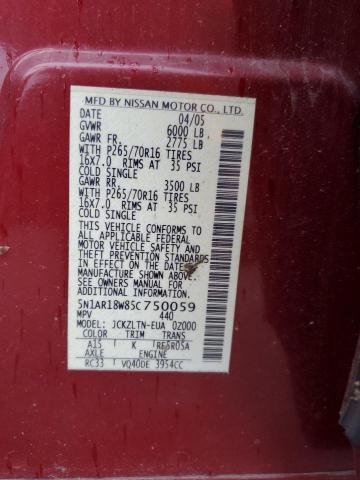 MFD BY NISSAN MOTOR CO., LTD.
DATE 04/05
GVWR 6000 LB
GAWR FR. 2775 LB
WITH P265/70R16 TIRES
16X7.0 RIMS AT 35 PSI
COLD SINGLE
GAWR RR. 3500 LB
WITH P265/70R16 TIRES
16X7.0 RIMS AT 35 PSI
COLD SINGLE
THIS VEHICLE CONFORMS TO
ALL APPLICABLE FEDERAL
MOTOR VEHICLE SAFETY AND
THEFT PREVENTION STANDARDS
IN EFFECT ON THE DATE OF
MANUFACTURE SHOWN ABOVE.
SEE OWNERS MANUAL FOR
ADDITIONAL INFORMATION
5N1AR18W85C750059
MPV 440
MODEL JCKZLTN-EUA 0Z000
COLOR TRIM TRANS
A15 K RE5R05A
AXLE ENGINE
RC33 VQ40DE 3954CC